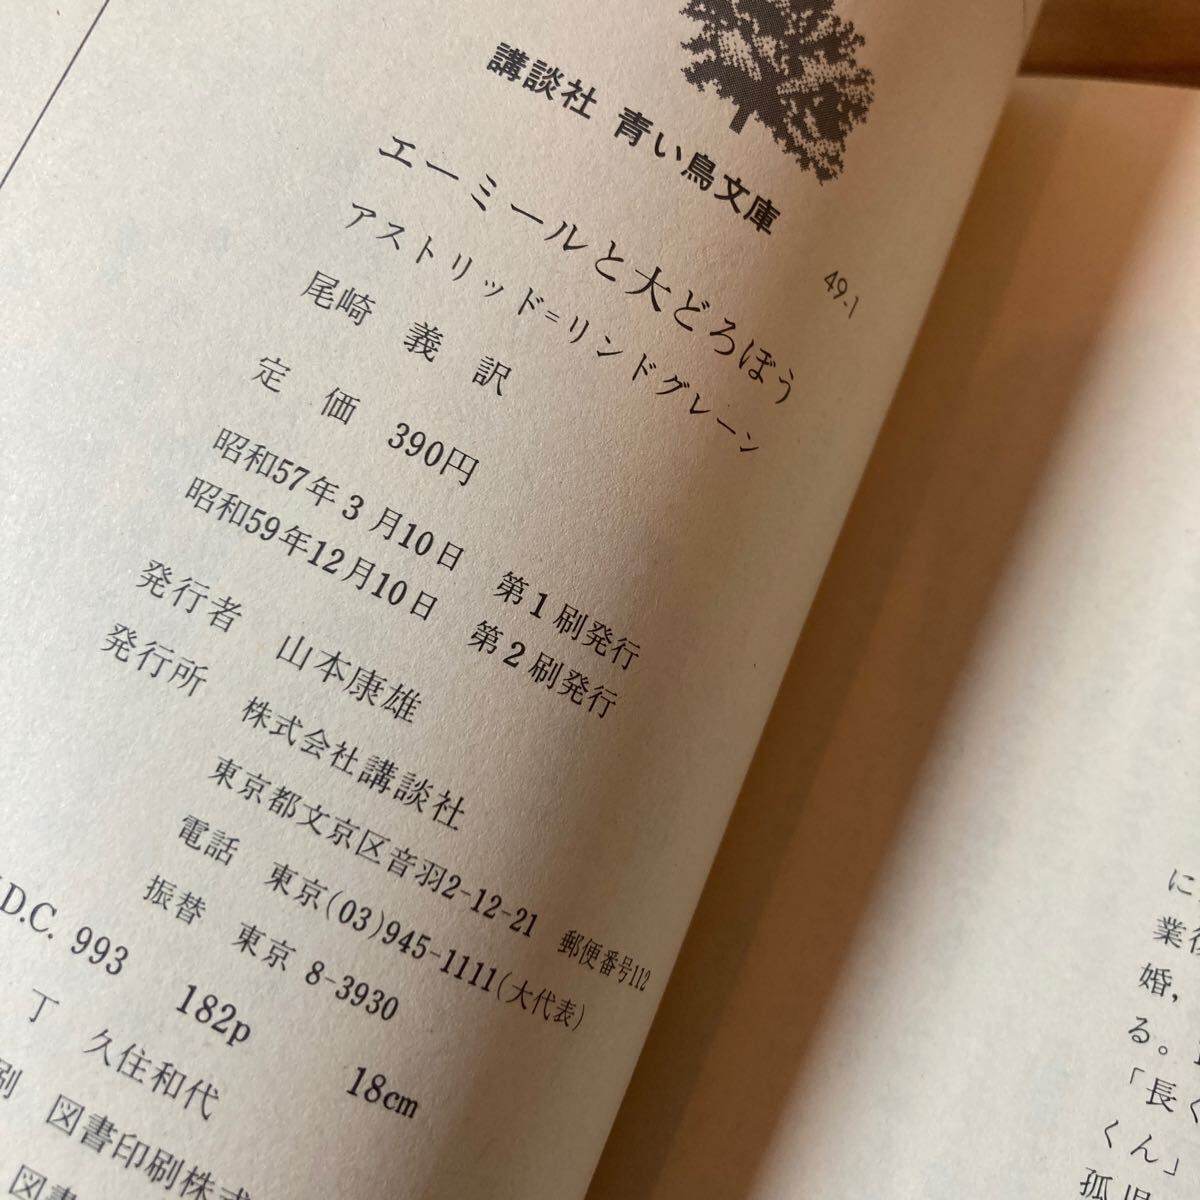 講談社 青い鳥文庫
49-1
エーミールと大どろぼう
アストリッド=リンドグレーン
尾崎 義 訳
定 価 390円
昭和57年3月10日 第1刷発行
昭和59年12月10日 第2刷発行
発行者 山本康雄
発行所 株式会社講談社
東京都文京区音羽2-12-21 郵便番号112
電話 東京(03)945-1111(大代表)
振替 東京 8-3930
D.C. 993 182p 18cm
丁 久住和代
刷 図書印刷株式
図書
に
業後
婚,
る。
「長く
くん」
孤児